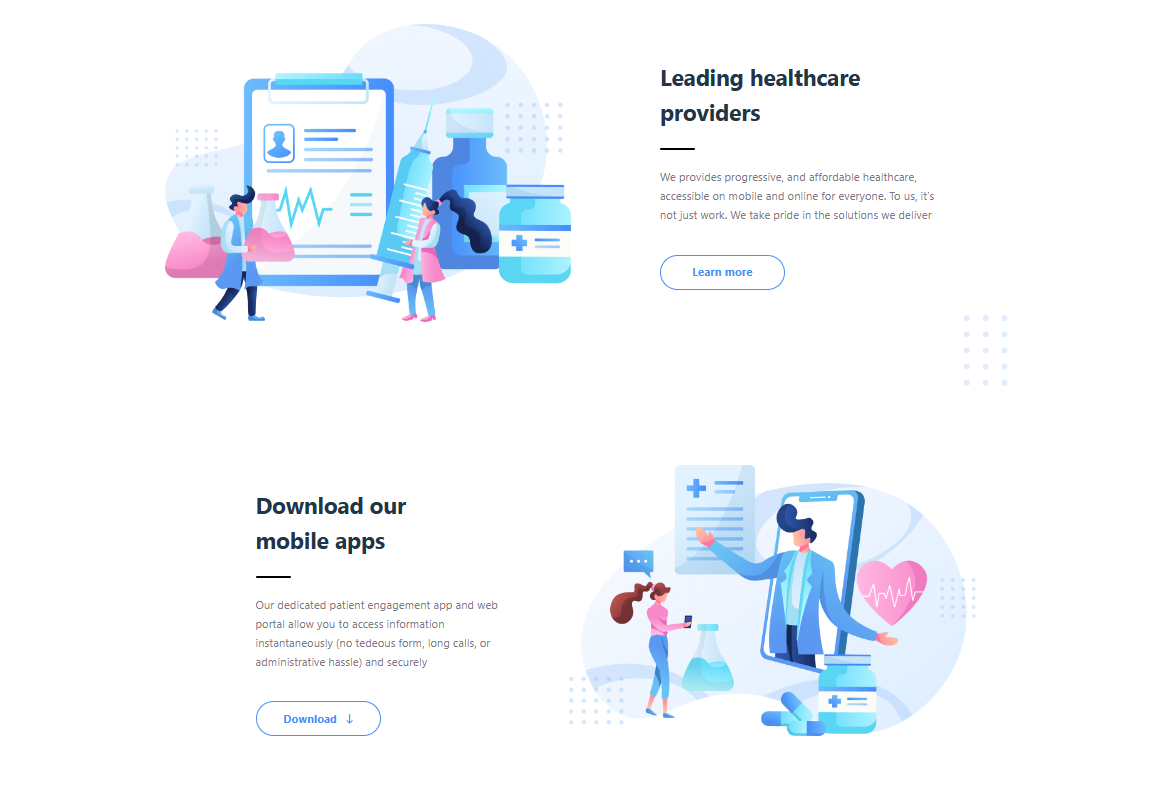 Leading healthcare
providers
We provides progressive, and affordable healthcare,
accessible on mobile and online for everyone. To us, it's
not just work. We take pride in the solutions we deliver
Learn more
Download our
mobile apps
Our dedicated patient engagement app and web
portal allow you to access information
instantaneously (no tedeous form, long calls, or
administrative hassle) and securely
Download ↓